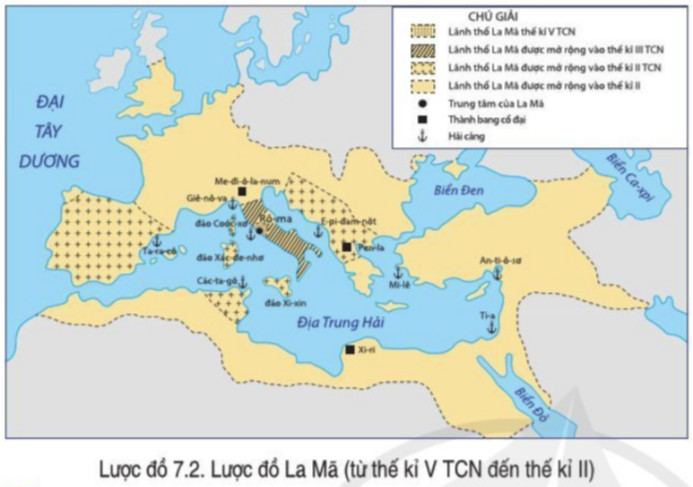 CHÚ GIẢI
Lãnh thổ La Mã thế kỉ V TCN
Lãnh thổ La Mã được mở rộng vào thế kỉ III TCN
Lãnh thổ La Mã được mở rộng vào thế kỉ II TCN
Lãnh thổ La Mã được mở rộng vào thế kỉ II
Trung tâm của La Mã
Thành bang cổ đại
Hải cảng
ĐẠI
TÂY
DƯƠNG
Biển Ca-xpi
Biển Đen
Me-đi-ô-la-num
Giê-nô-va
Rô-ma
đảo Coóc-xơ
E-pi-đam-nốt
Ta-ra-cô
đảo Xác-đe-nhơ
Pen-la
An-ti-ô-sơ
Các-ta-gô
Mi-lê
đảo Xi-xin
Địa Trung Hải
Ti-a
Xi-ri
Biển Đỏ
Lược đồ 7.2. Lược đồ La Mã (từ thế kỉ V TCN đến thế kỉ II)